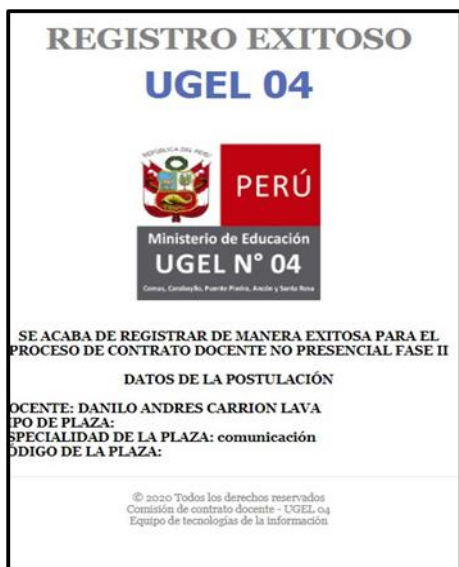 REGISTRO EXITOSO
UGEL 04
REPÚBLICA DEL PERÚ
PERÚ
Ministerio de Educación
UGEL N° 04
Comas, Carabayllo, Puente Piedra, Ancón y Santa Rosa
SE ACABA DE REGISTRAR DE MANERA EXITOSA PARA EL
PROCESO DE CONTRATO DOCENTE NO PRESENCIAL FASE II
DATOS DE LA POSTULACIÓN
OCENTE: DANILO ANDRES CARRION LAVA
IPO DE PLAZA:
SPECIALIDAD DE LA PLAZA: comunicación
ÓDIGO DE LA PLAZA:
© 2020 Todos los derechos reservados
Comisión de contrato docente - UGEL 04
Equipo de tecnologías de la información